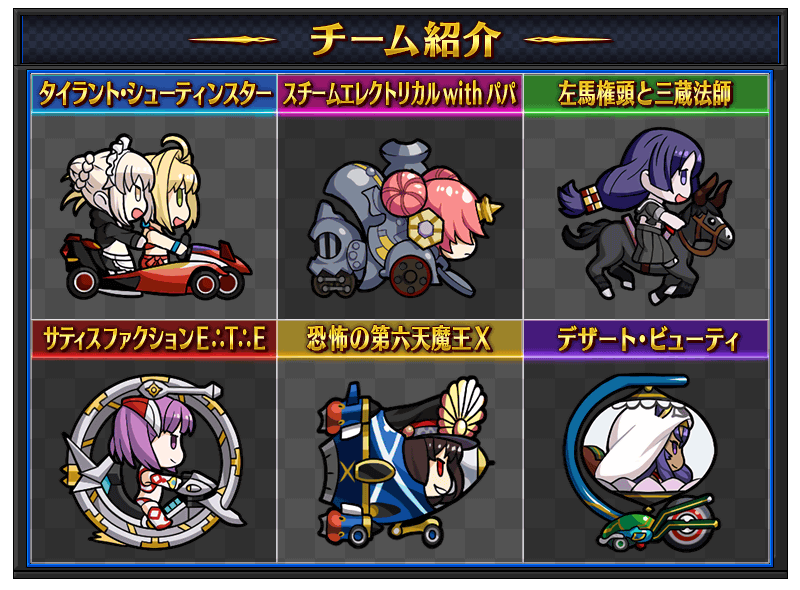 チーム紹介
タイラント・シューティンスター
スチームエレクトリカル with パパ
左馬権頭と三蔵法師
サティスファクションE∴T∴E
恐怖の第六天魔王X
デザート・ビューティ